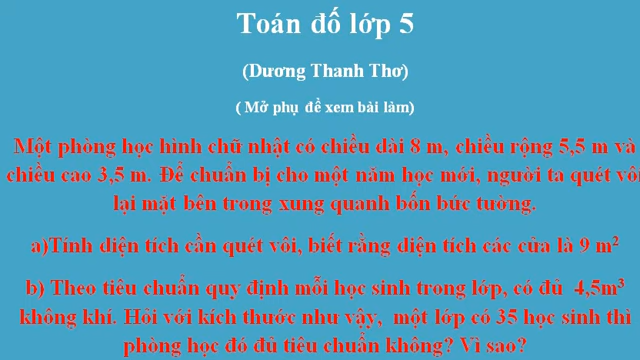 Toán đố lớp 5
(Dương Thanh Thơ)
( Mở phụ đề xem bài làm)
Một phòng học hình chữ nhật có chiều dài 8 m, chiều rộng 5,5 m và
chiều cao 3,5 m. Để chuẩn bị cho một năm học mới, người ta quét vôi
lại mặt bên trong xung quanh bốn bức tường.
a)Tính diện tích cần quét vôi, biết rằng diện tích các cửa là 9 m²
b) Theo tiêu chuẩn quy định mỗi học sinh trong lớp, có đủ 4,5m³
không khí. Hỏi với kích thước như vậy, một lớp có 35 học sinh thì
phòng học đó đủ tiêu chuẩn không? Vì sao?